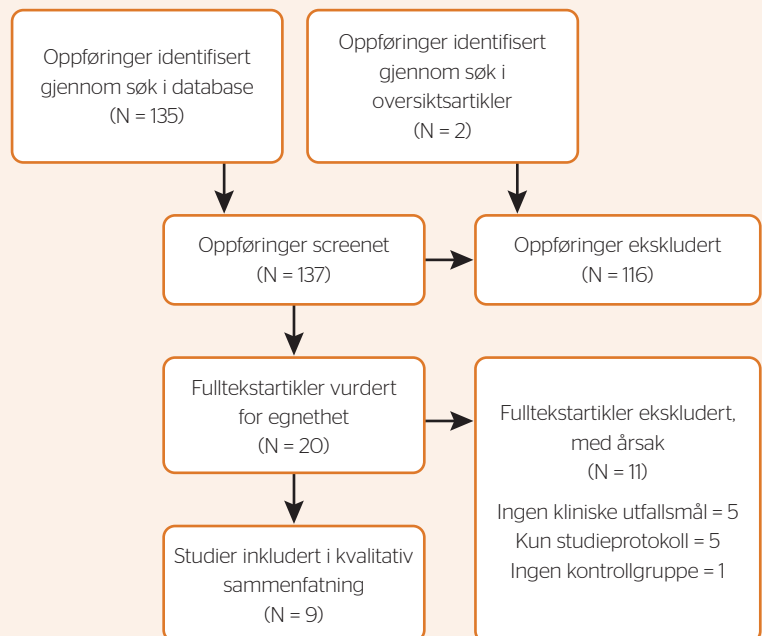 Oppføringer identifisert
gjennom søk i database
(N = 135)
Oppføringer identifisert
gjennom søk i
oversiktsartikler
(N = 2)
Oppføringer screenet
(N = 137)
Oppføringer ekskludert
(N = 116)
Fulltekstartikler vurdert
for egnethet
(N = 20)
Fulltekstartikler ekskludert,
med årsak
(N = 11)
Ingen kliniske utfallsmål = 5
Kun studieprotokoll = 5
Ingen kontrollgruppe = 1
Studier inkludert i kvalitativ
sammenfatning
(N = 9)